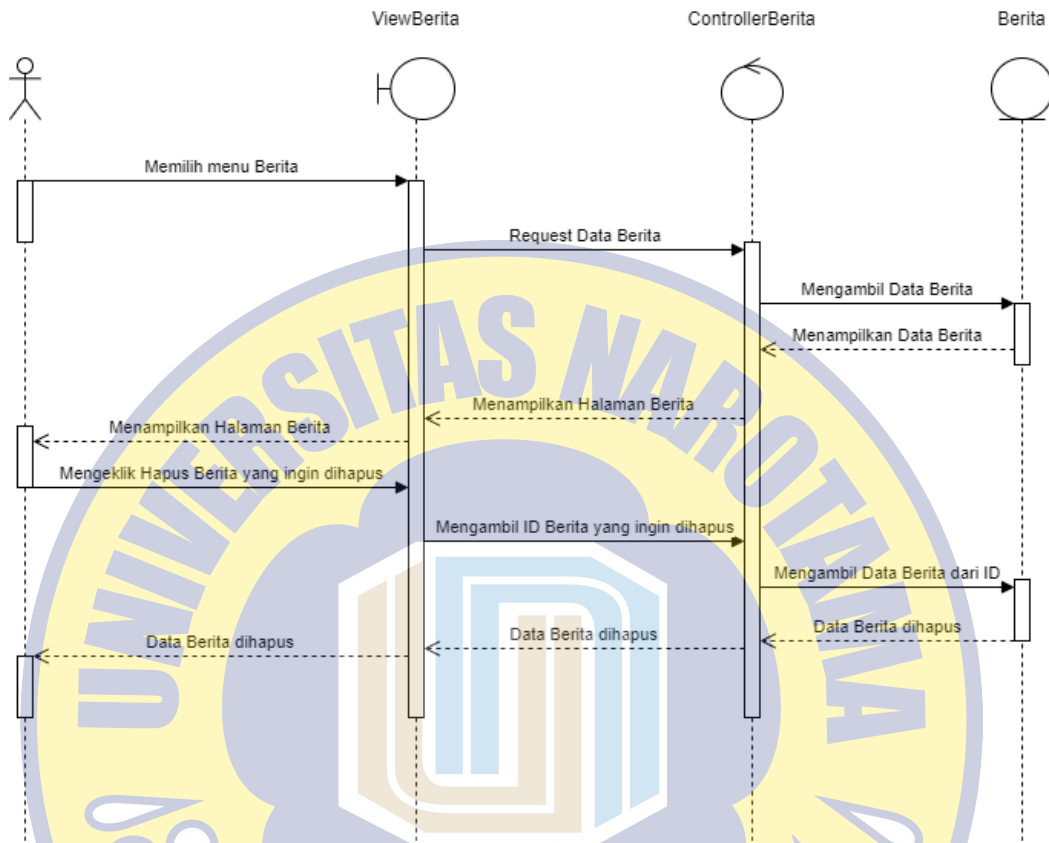 ViewBerita
ControllerBerita
Berita
Memilih menu Berita
Request Data Berita
Mengambil Data Berita
Menampilkan Data Berita
Menampilkan Halaman Berita
Menampilkan Halaman Berita
Mengeklik Hapus Berita yang ingin dihapus
Mengambil ID Berita yang ingin dihapus
Mengambil Data Berita dari ID
Data Berita dihapus
Data Berita dihapus
Data Berita dihapus
UNIVERSITAS NAROTAMA